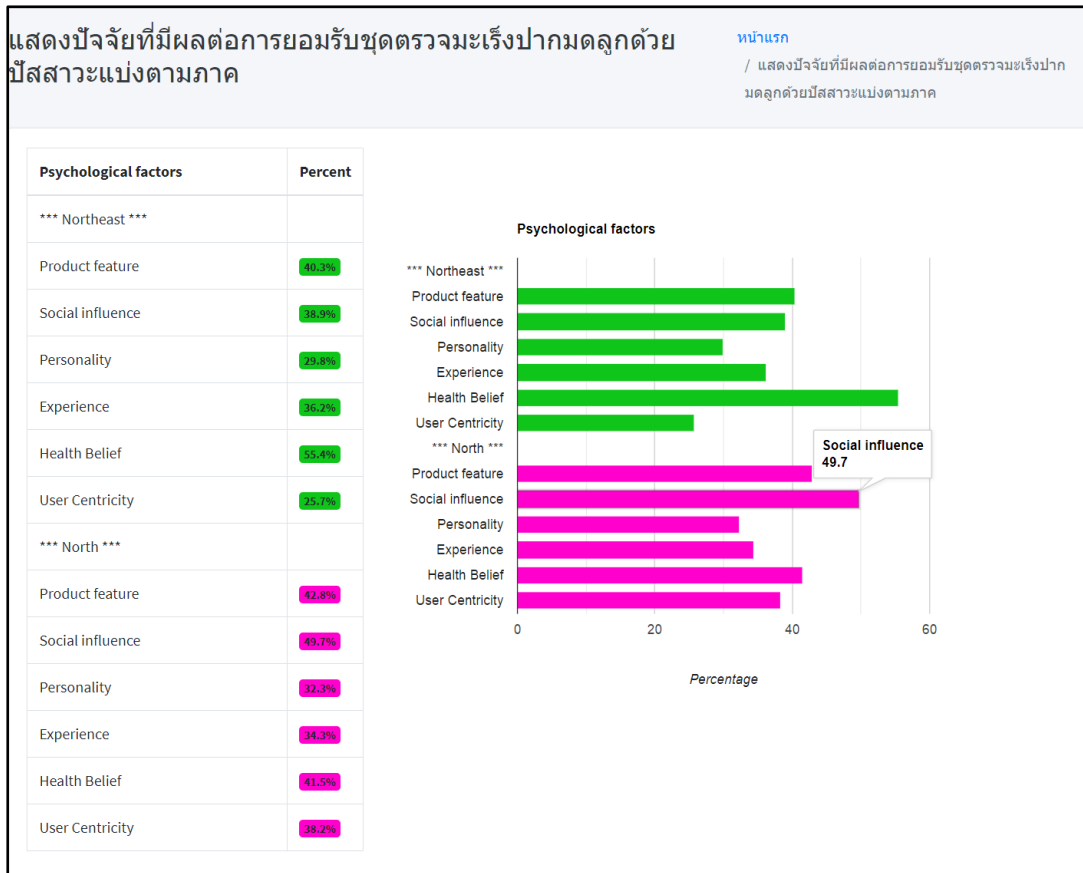 แสดงปัจจัยที่มีผลต่อการยอมรับชุดตรวจมะเร็งปากมดลูกด้วย
ปัสสาวะแบ่งตามภาค
หน้าแรก
/ แสดงปัจจัยที่มีผลต่อการยอมรับชุดตรวจมะเร็งปาก
มดลูกด้วยปัสสาวะแบ่งตามภาค
Psychological factors Percent
*** Northeast ***
Product feature 40.3%
Social influence 38.9%
Personality 29.8%
Experience 36.2%
Health Belief 55.4%
User Centricity 25.7%
*** North ***
Product feature 42.8%
Social influence 49.7%
Personality 32.3%
Experience 34.3%
Health Belief 41.5%
User Centricity 38.2%
Psychological factors
*** Northeast ***
Product feature
Social influence
Personality
Experience
Health Belief
User Centricity
*** North ***
Product feature
Social influence
Personality
Experience
Health Belief
User Centricity
Social influence
49.7
0 20 40 60
Percentage